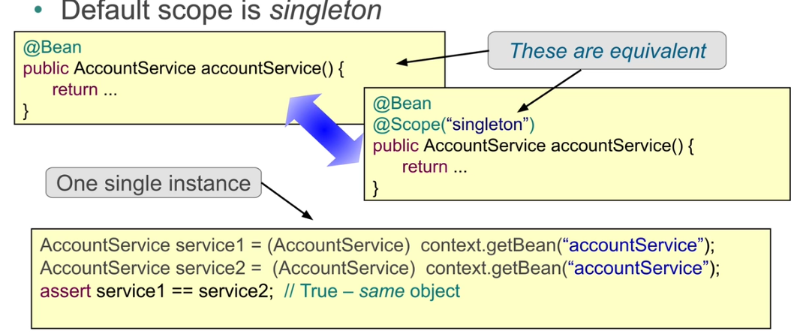 • Default scope is singleton
@Bean
public AccountService accountService() {
return ...
}
These are equivalent
@Bean
@Scope(“singleton”)
public AccountService accountService() {
return ...
}
One single instance
AccountService service1 = (AccountService) context.getBean(“accountService”);
AccountService service2 = (AccountService) context.getBean(“accountService”);
assert service1 == service2; // True – same object